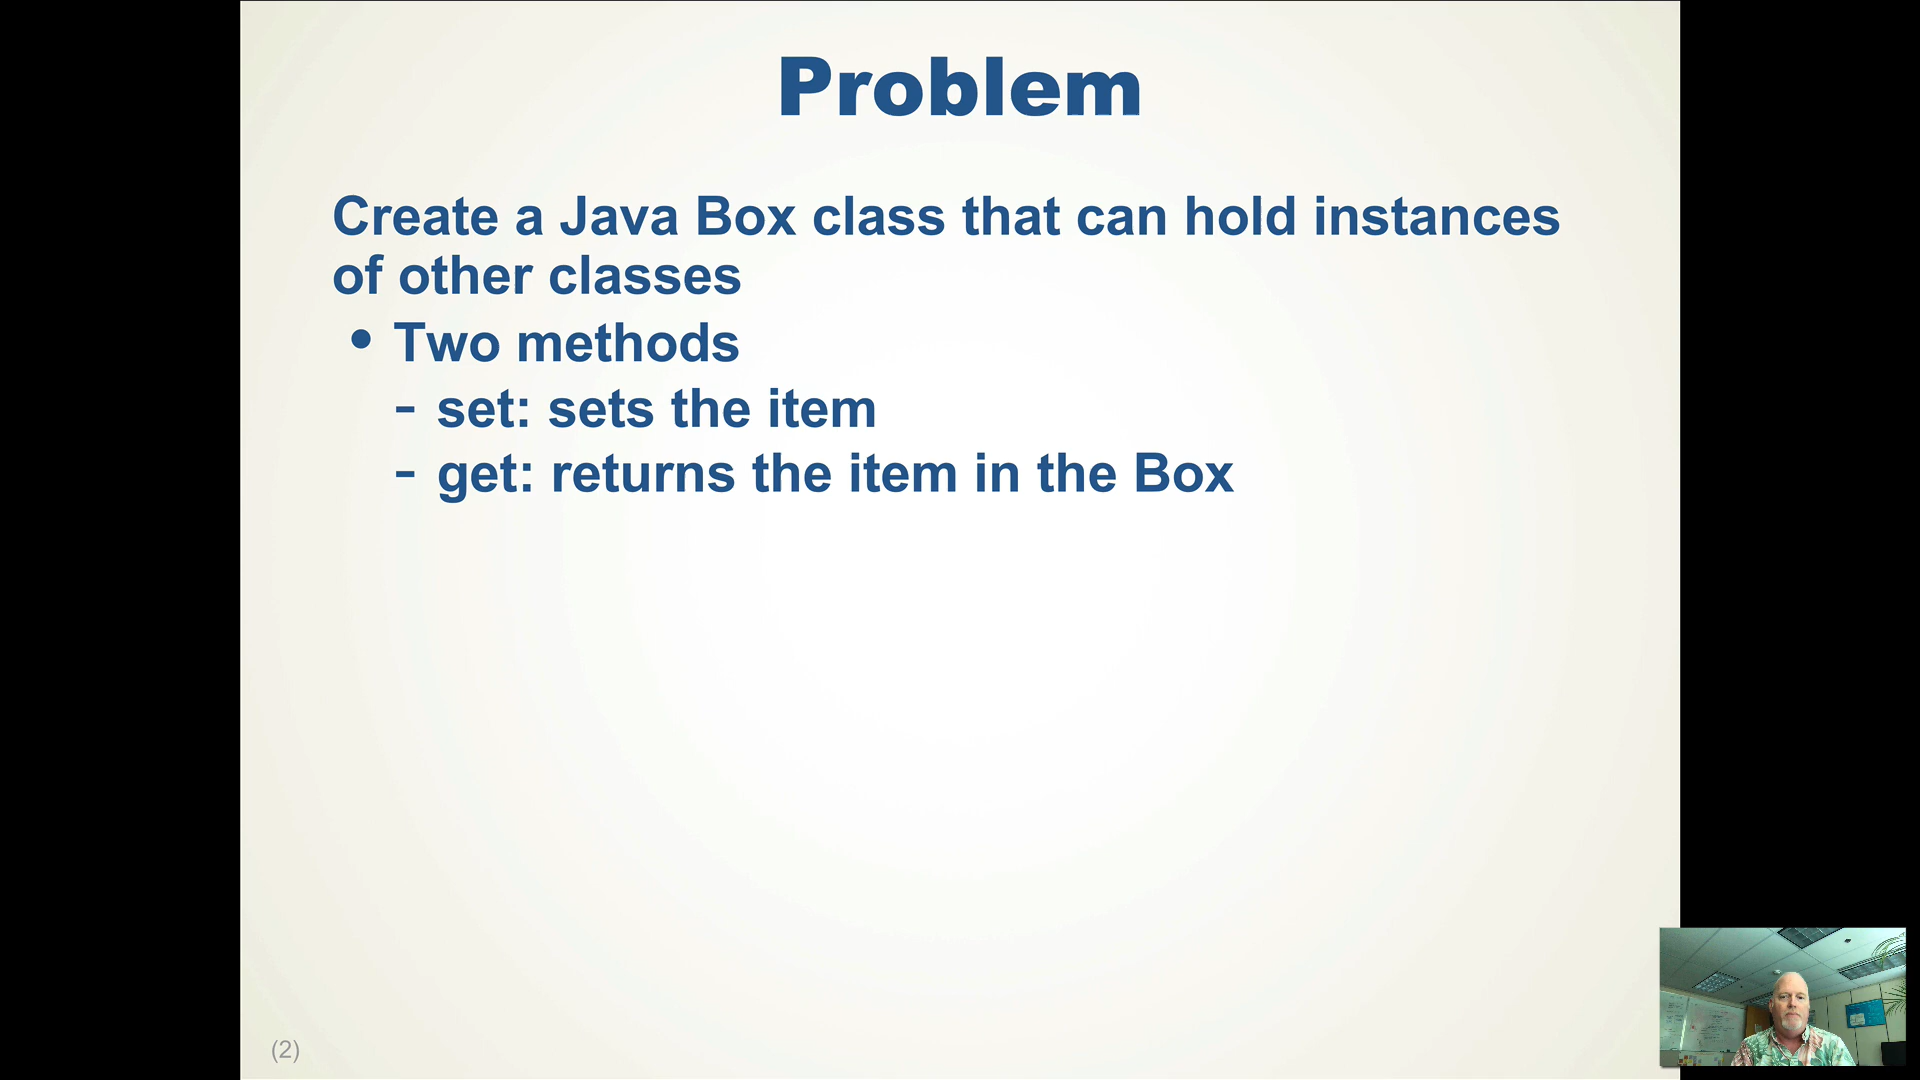 Problem
Create a Java Box class that can hold instances
of other classes
• Two methods
- set: sets the item
- get: returns the item in the Box
(2)